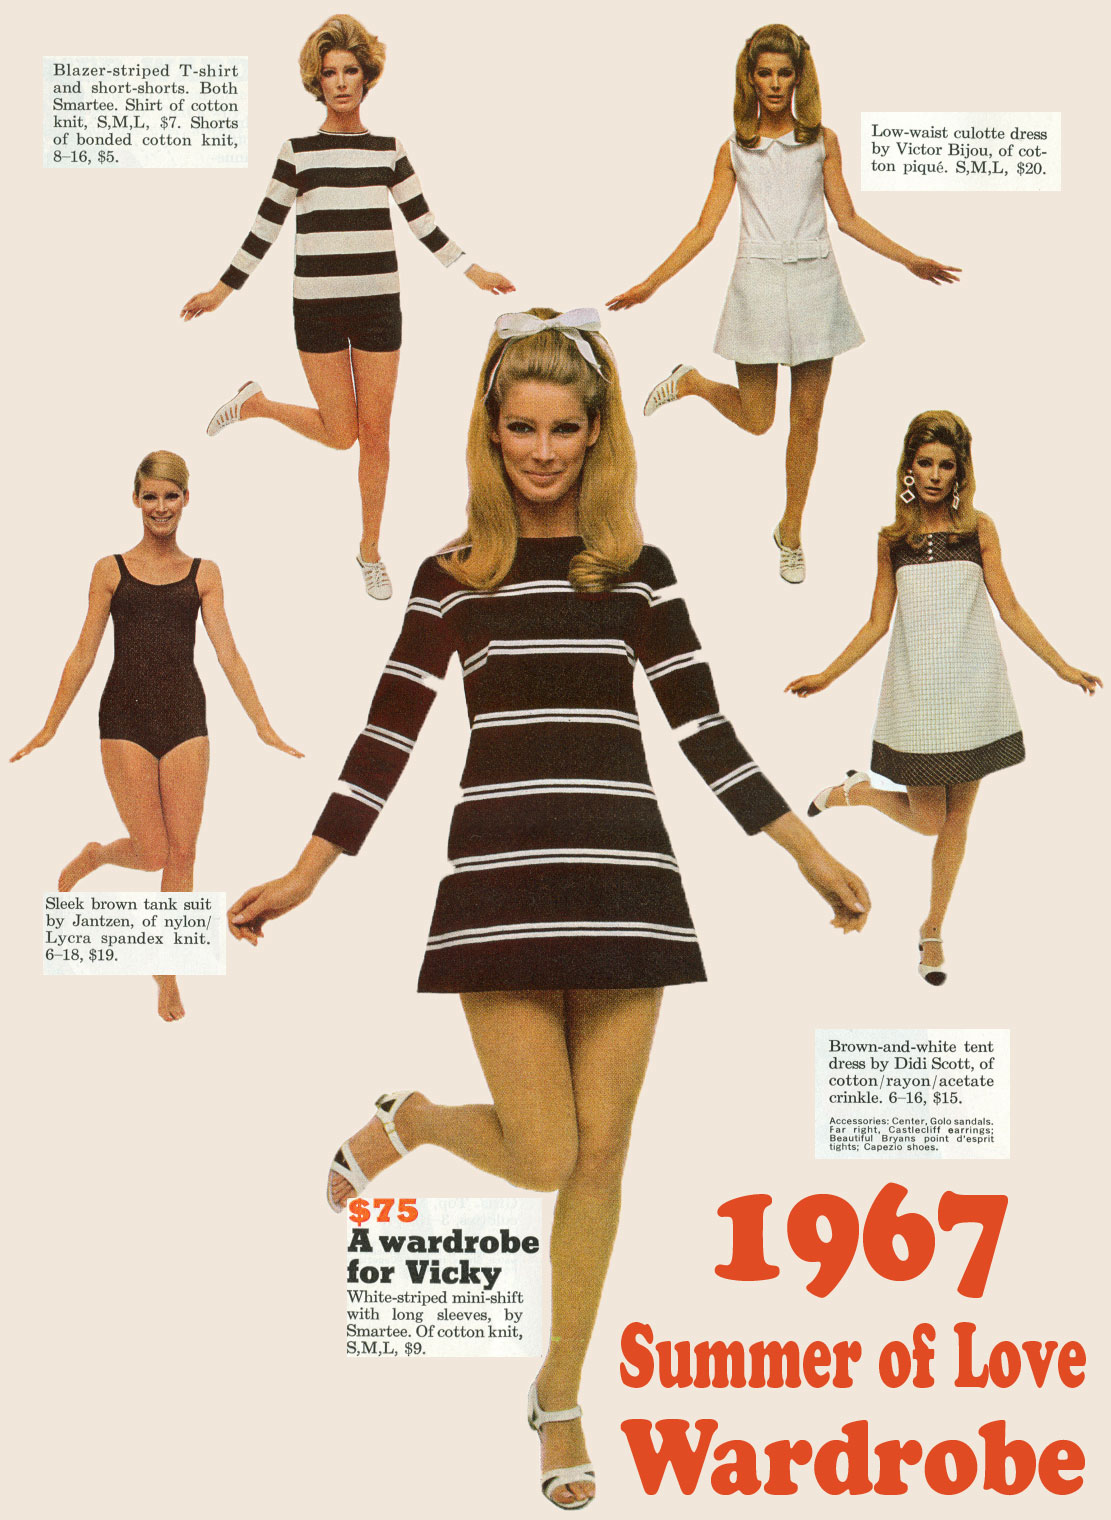 Blazer-striped T-shirt
and short-shorts. Both
Smartee. Shirt of cotton
knit, S,M,L, $7. Shorts
of bonded cotton knit,
8–16, $5.
Low-waist culotte dress
by Victor Bijou, of cot-
ton piqué. S,M,L, $20.
Sleek brown tank suit
by Jantzen, of nylon/
Lycra spandex knit.
6–18, $19.
Brown-and-white tent
dress by Didi Scott, of
cotton/rayon/acetate
crinkle. 6–16, $15.
Accessories: Center, Golo sandals.
Far right, Castlecliff earrings;
Beautiful Bryans point d'esprit
tights; Capezio shoes.
$75
A wardrobe
for Vicky
White-striped mini-shift
with long sleeves, by
Smartee. Of cotton knit,
S,M,L, $9.
1967
Summer of Love
Wardrobe